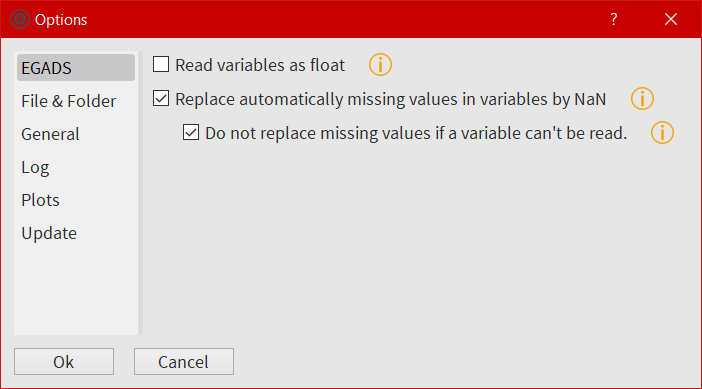 Options
?
EGADS
File & Folder
General
Log
Plots
Update
Read variables as float
Replace automatically missing values in variables by NaN
Do not replace missing values if a variable can't be read.
Ok
Cancel